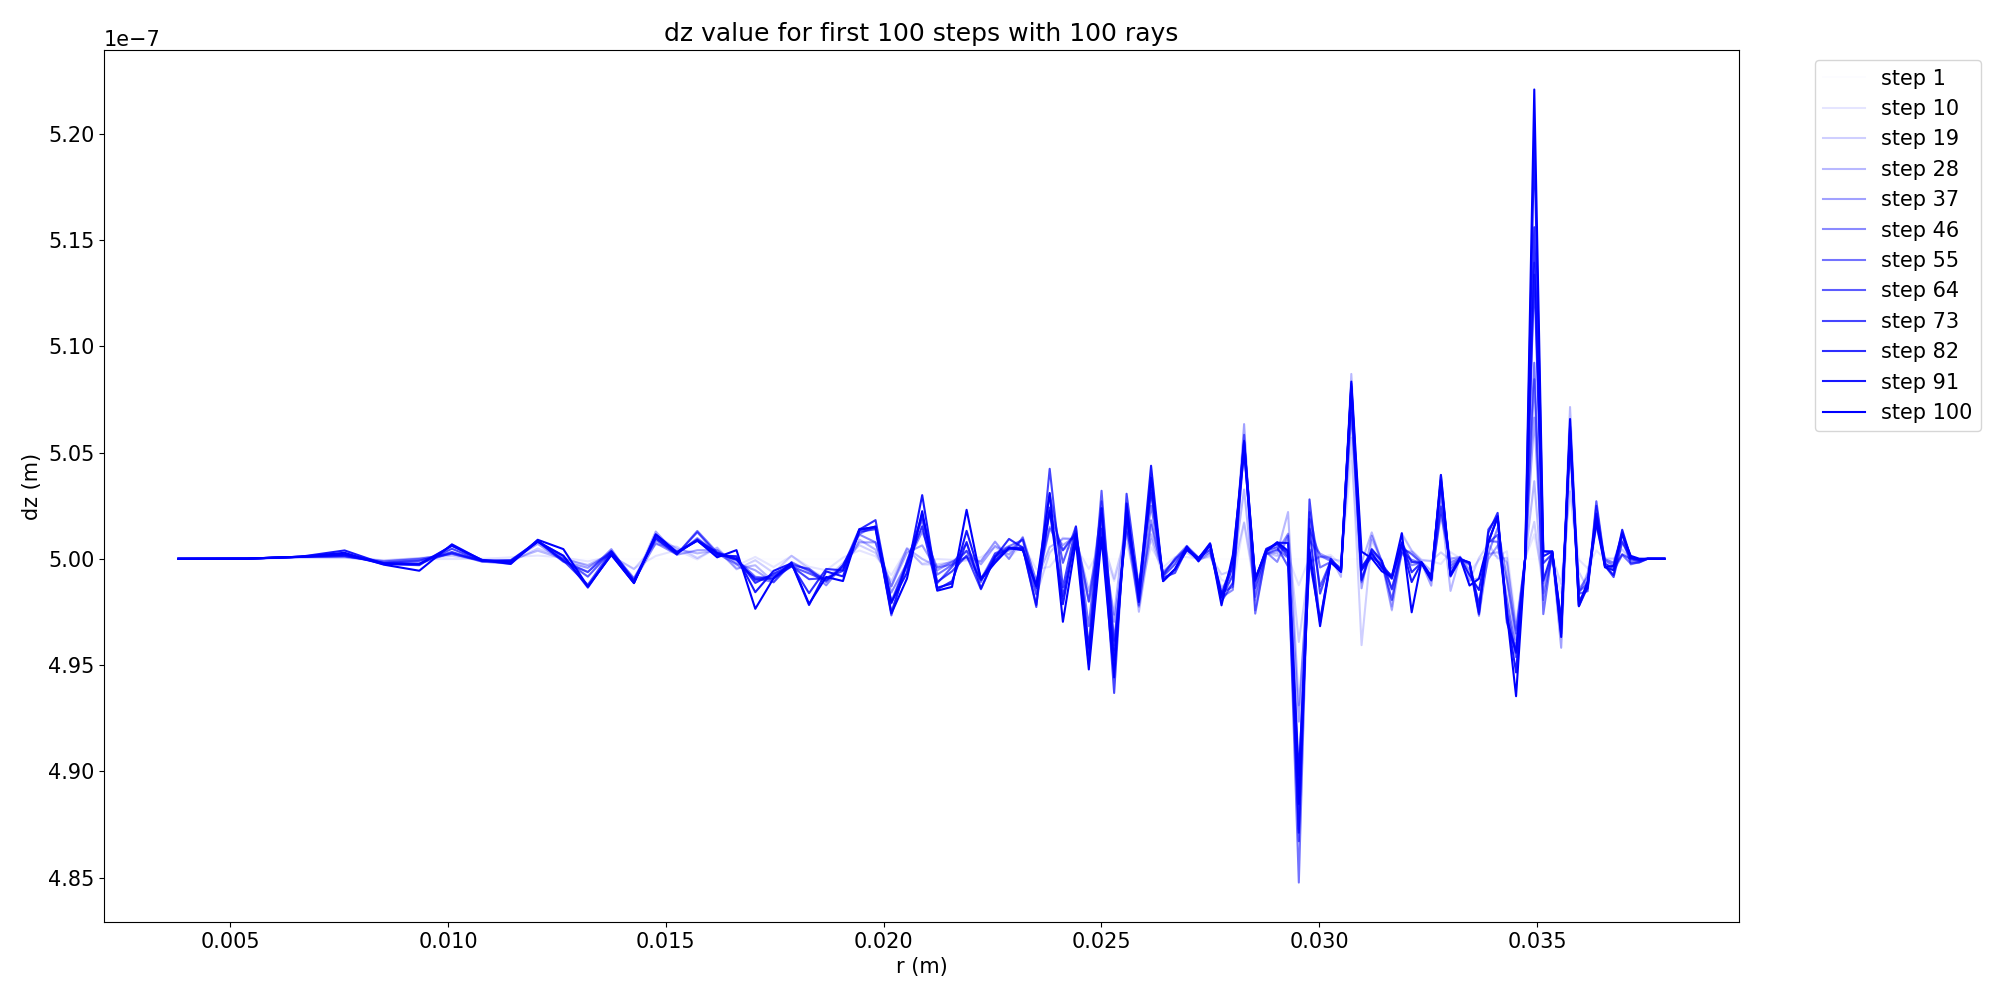 dz value for first 100 steps with 100 rays
1e−7
5.20
5.15
5.10
5.05
5.00
4.95
4.90
4.85
dz (m)
0.005 0.010 0.015 0.020 0.025 0.030 0.035
r (m)
step 1
step 10
step 19
step 28
step 37
step 46
step 55
step 64
step 73
step 82
step 91
step 100